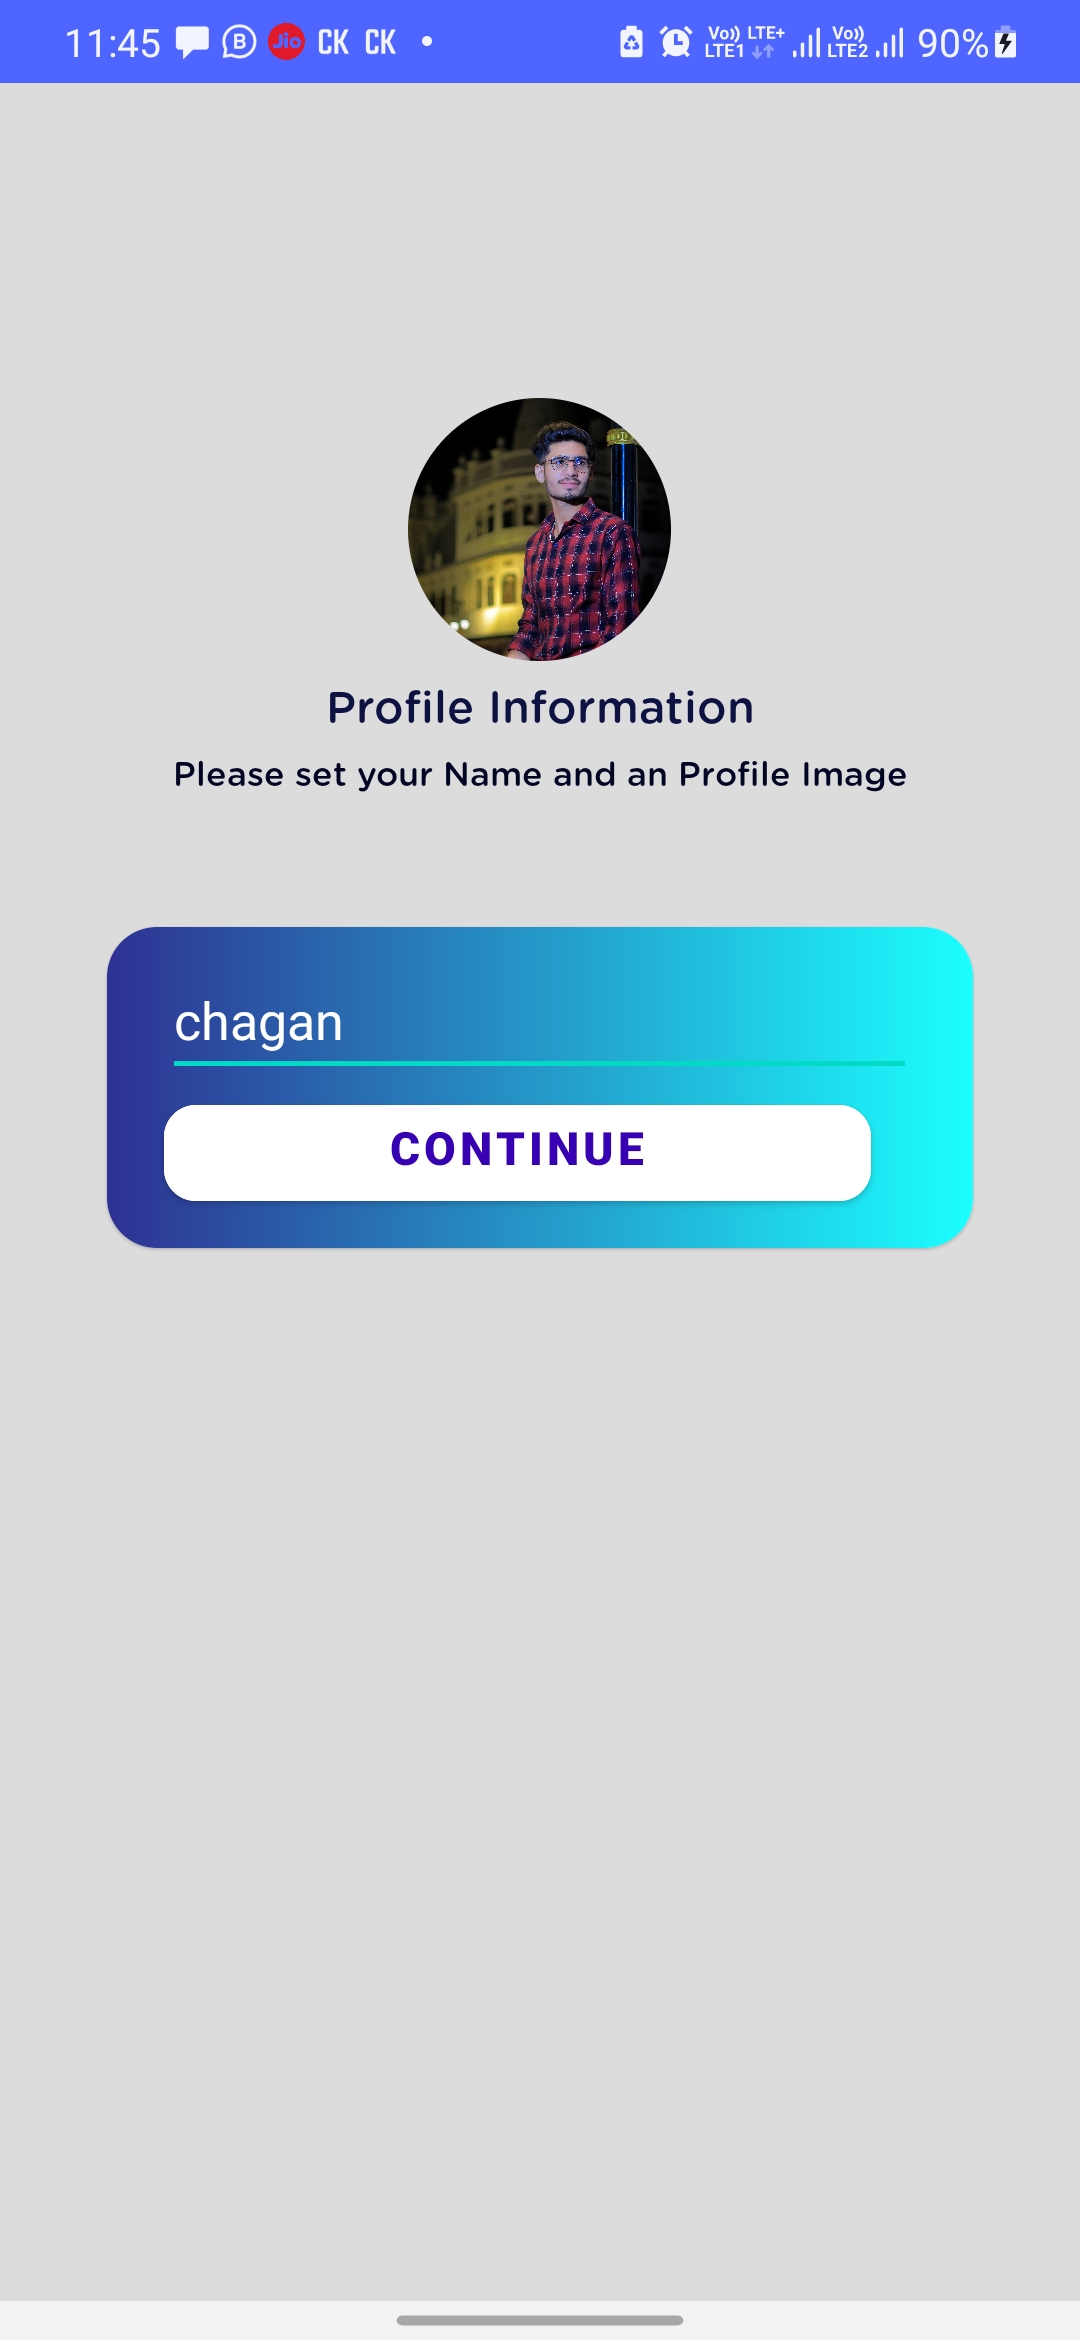 11:45 B Jio CK CK Vo)) LTE1 LTE+ Vo)) LTE2 90%
Profile Information
Please set your Name and an Profile Image
chagan
CONTINUE